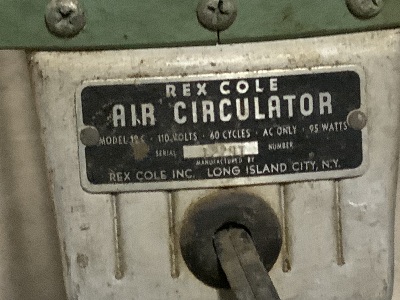 REX COLE
AIR CIRCULATOR
MODEL · 110 VOLTS · 60 CYCLES · AC ONLY · 95 WATTS
SERIAL NUMBER
MANUFACTURED BY
REX COLE INC. LONG ISLAND CITY, N.Y.